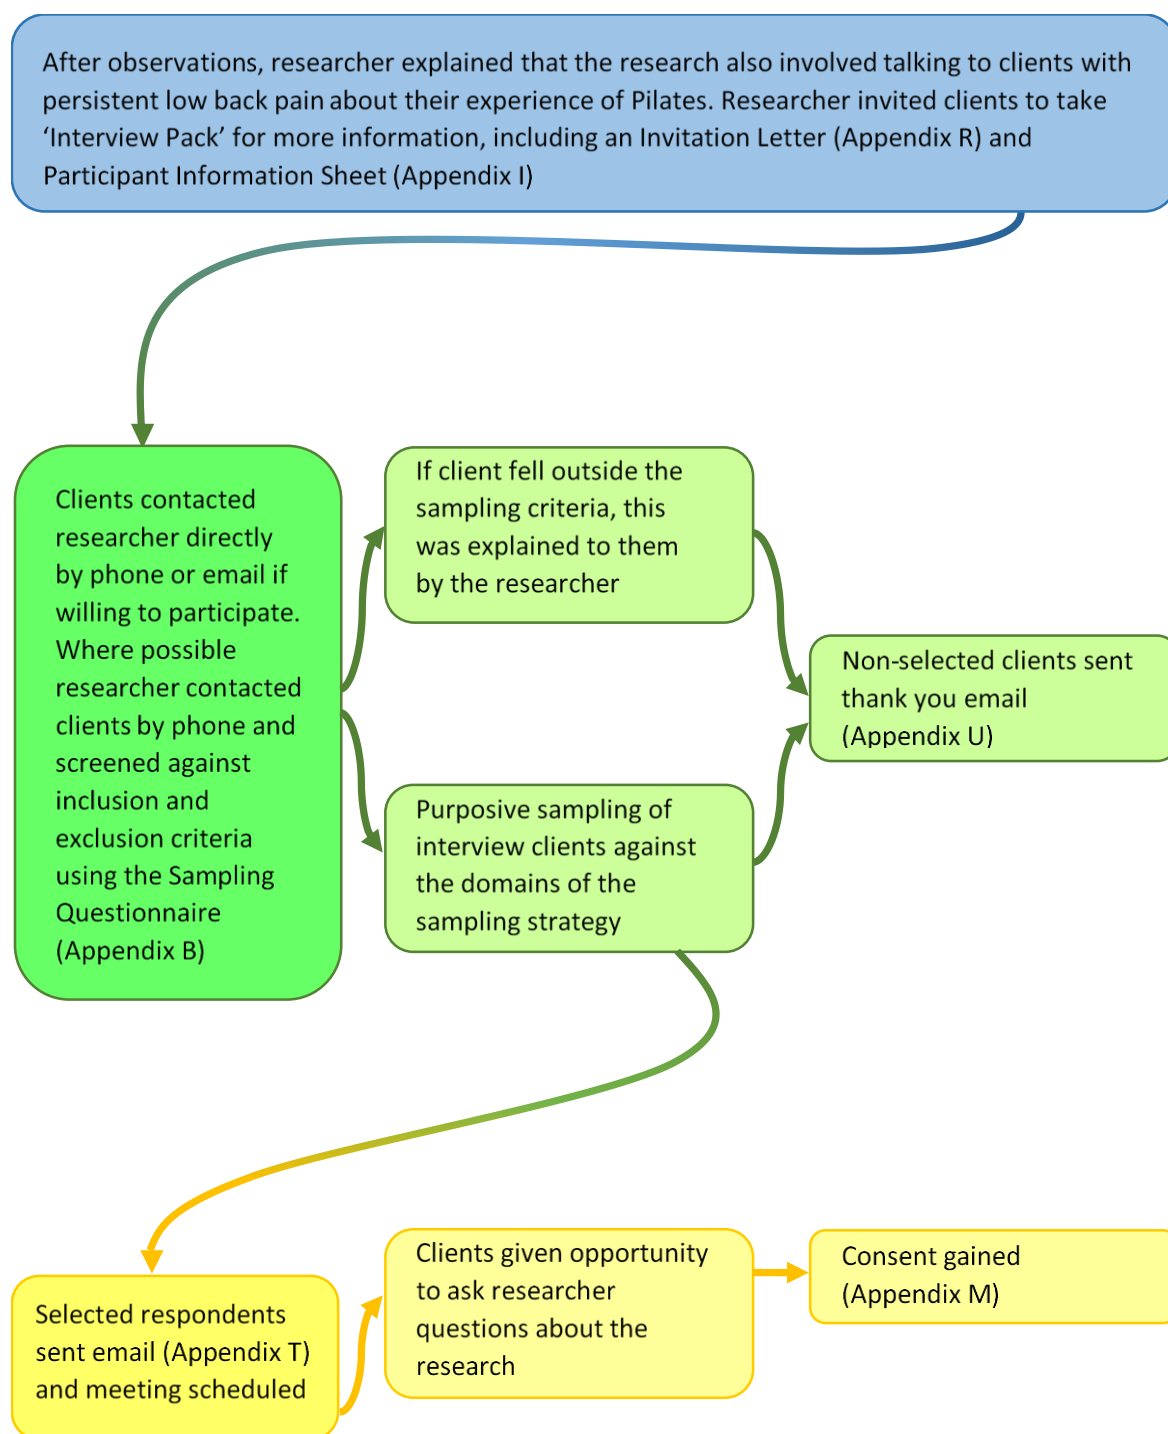 After observations, researcher explained that the research also involved talking to clients with
persistent low back pain about their experience of Pilates. Researcher invited clients to take
‘Interview Pack’ for more information, including an Invitation Letter (Appendix R) and
Participant Information Sheet (Appendix I)
Clients contacted
researcher directly
by phone or email if
willing to participate.
Where possible
researcher contacted
clients by phone and
screened against
inclusion and
exclusion criteria
using the Sampling
Questionnaire
(Appendix B)
If client fell outside the
sampling criteria, this
was explained to them
by the researcher
Purposive sampling of
interview clients against
the domains of the
sampling strategy
Non-selected clients sent
thank you email
(Appendix U)
Selected respondents
sent email (Appendix T)
and meeting scheduled
Clients given opportunity
to ask researcher
questions about the
research
Consent gained
(Appendix M)